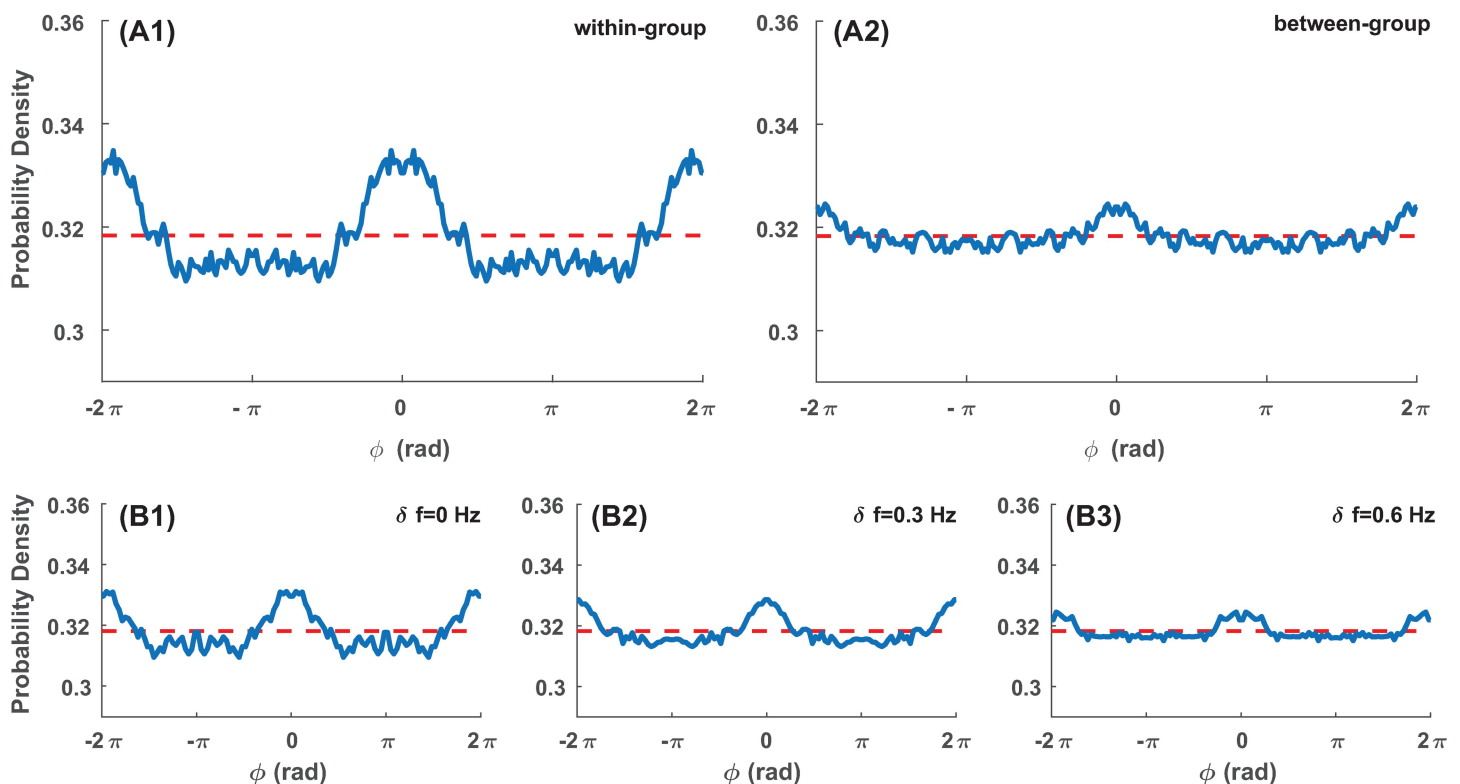 0.36
(A1)
within-group
0.34
0.32
0.3
Probability Density
-2π
-π
0
π
2π
ϕ (rad)
0.36
(A2)
between-group
0.34
0.32
0.3
-2π
-π
0
π
2π
ϕ (rad)
0.36
(B1)
δ f=0 Hz
0.34
0.32
0.3
Probability Density
-2π
-π
0
π
2π
ϕ (rad)
0.36
(B2)
δ f=0.3 Hz
0.34
0.32
0.3
-2π
-π
0
π
2π
ϕ (rad)
0.36
(B3)
δ f=0.6 Hz
0.34
0.32
0.3
-2π
-π
0
π
2π
ϕ (rad)